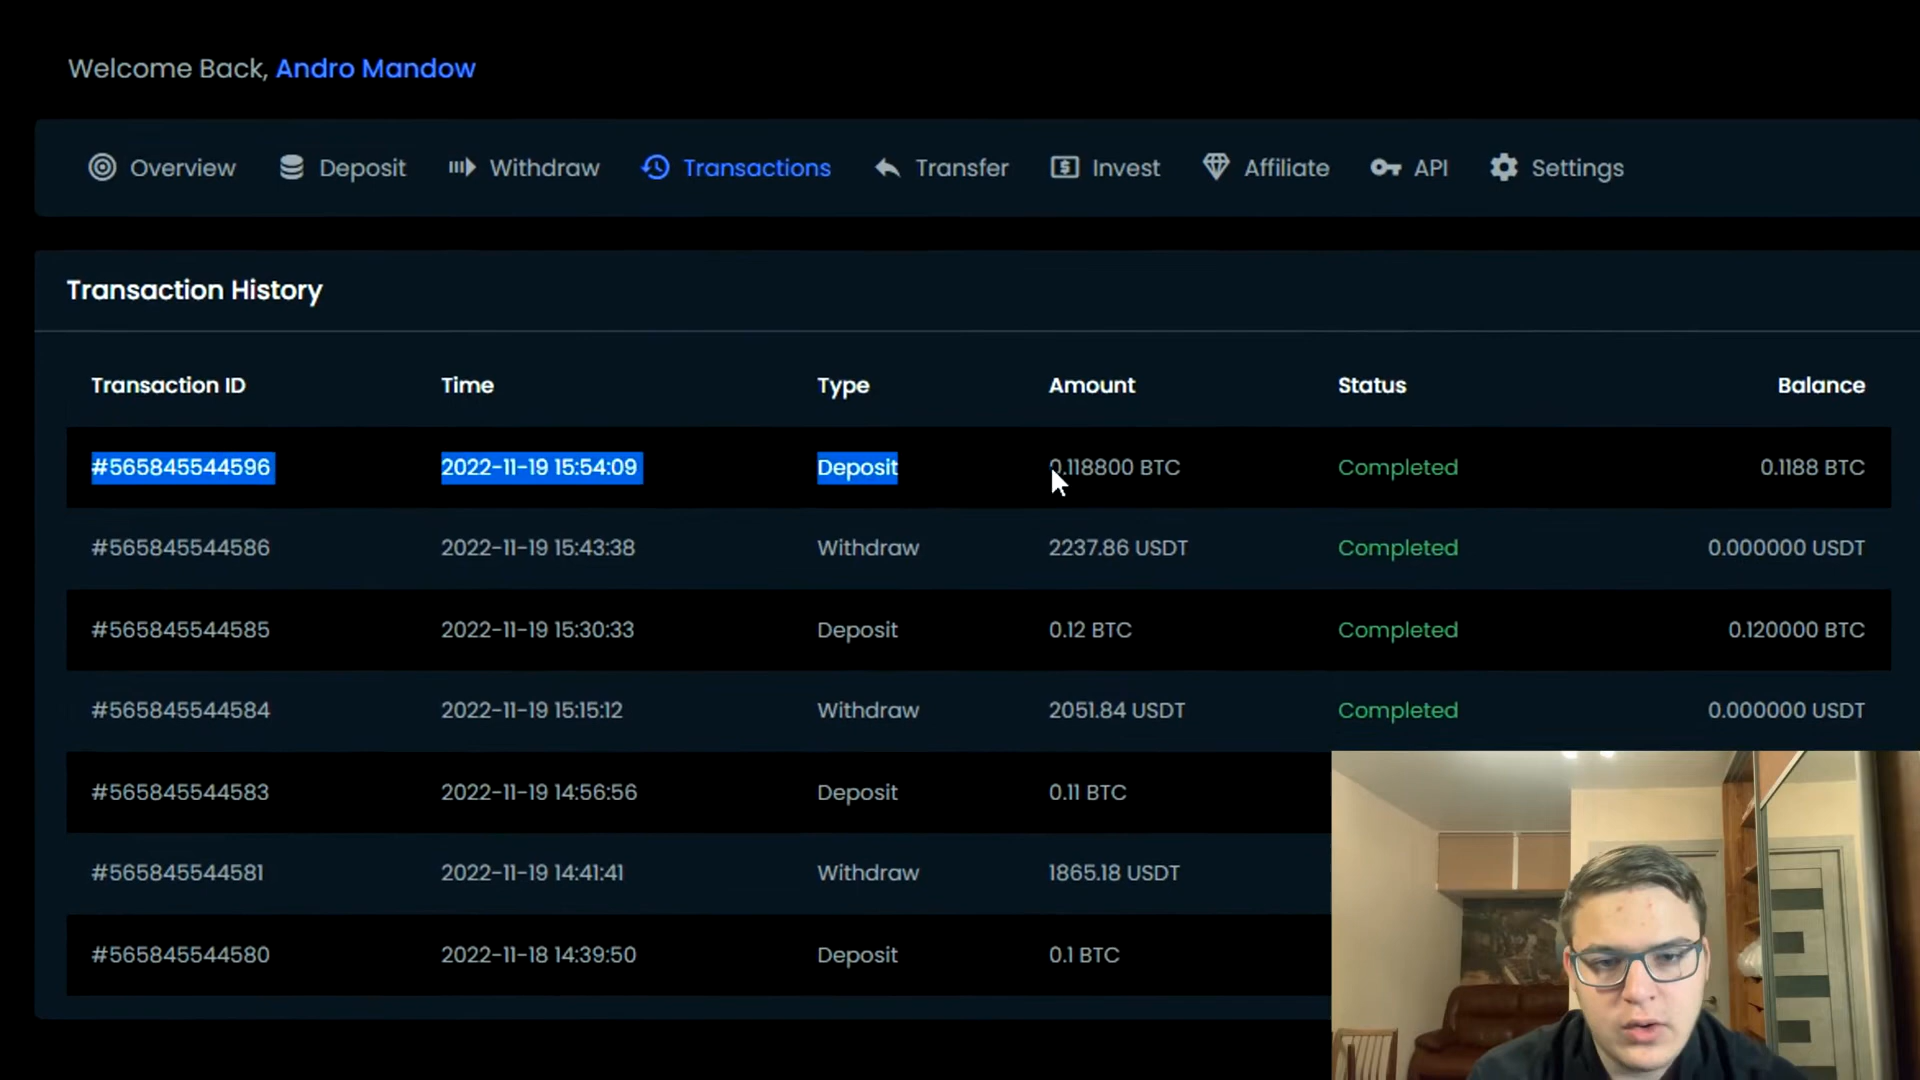 Welcome Back, Andro Mandow
Overview Deposit Withdraw Transactions Transfer Invest Affiliate API Settings
Transaction History
Transaction ID Time Type Amount Status Balance
#565845544596 2022-11-19 15:54:09 Deposit 0.118800 BTC Completed 0.1188 BTC
#565845544586 2022-11-19 15:43:38 Withdraw 2237.86 USDT Completed 0.000000 USDT
#565845544585 2022-11-19 15:30:33 Deposit 0.12 BTC Completed 0.120000 BTC
#565845544584 2022-11-19 15:15:12 Withdraw 2051.84 USDT Completed 0.000000 USDT
#565845544583 2022-11-19 14:56:56 Deposit 0.11 BTC
#565845544581 2022-11-19 14:41:41 Withdraw 1865.18 USDT
#565845544580 2022-11-18 14:39:50 Deposit 0.1 BTC